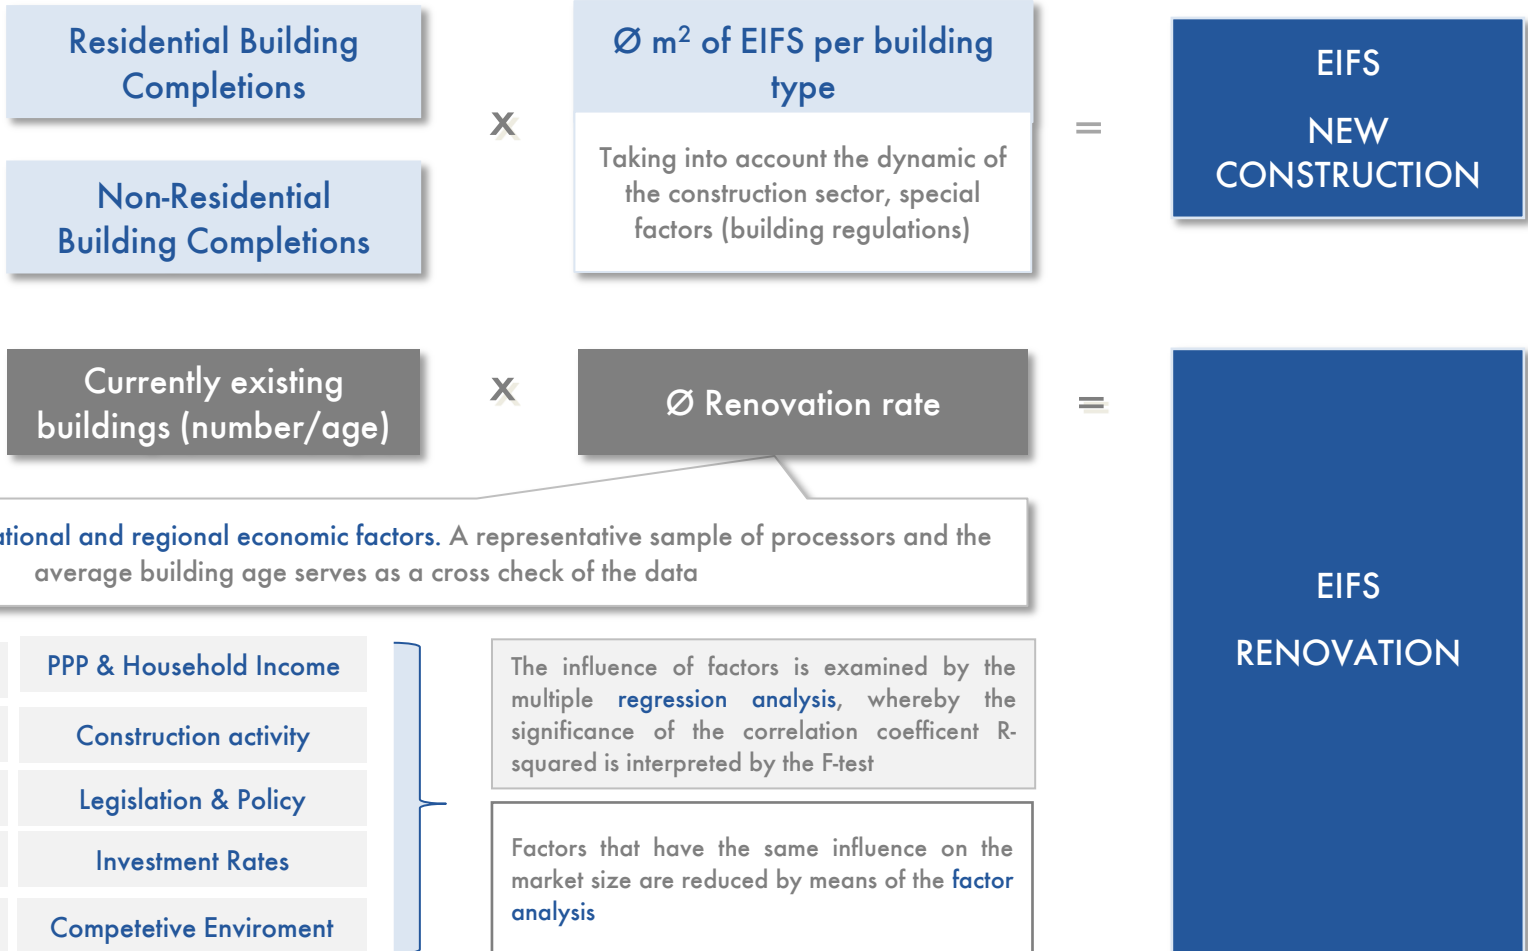 Residential Building
Completions
x
Ø m² of EIFS per building
type
=
EIFS
NEW
CONSTRUCTION
Non-Residential
Building Completions
Taking into account the dynamic of
the construction sector, special
factors (building regulations)
Currently existing
buildings (number/age)
x
Ø Renovation rate
=
EIFS
RENOVATION
and regional economic factors. A representative sample of processors and the
average building age serves as a cross check of the data
PPP & Household Income
Construction activity
Legislation & Policy
Investment Rates
Competetive Enviroment
The influence of factors is examined by the
multiple regression analysis, whereby the
significance of the correlation coefficent R-
squared is interpreted by the F-test
Factors that have the same influence on the
market size are reduced by means of the factor
analysis